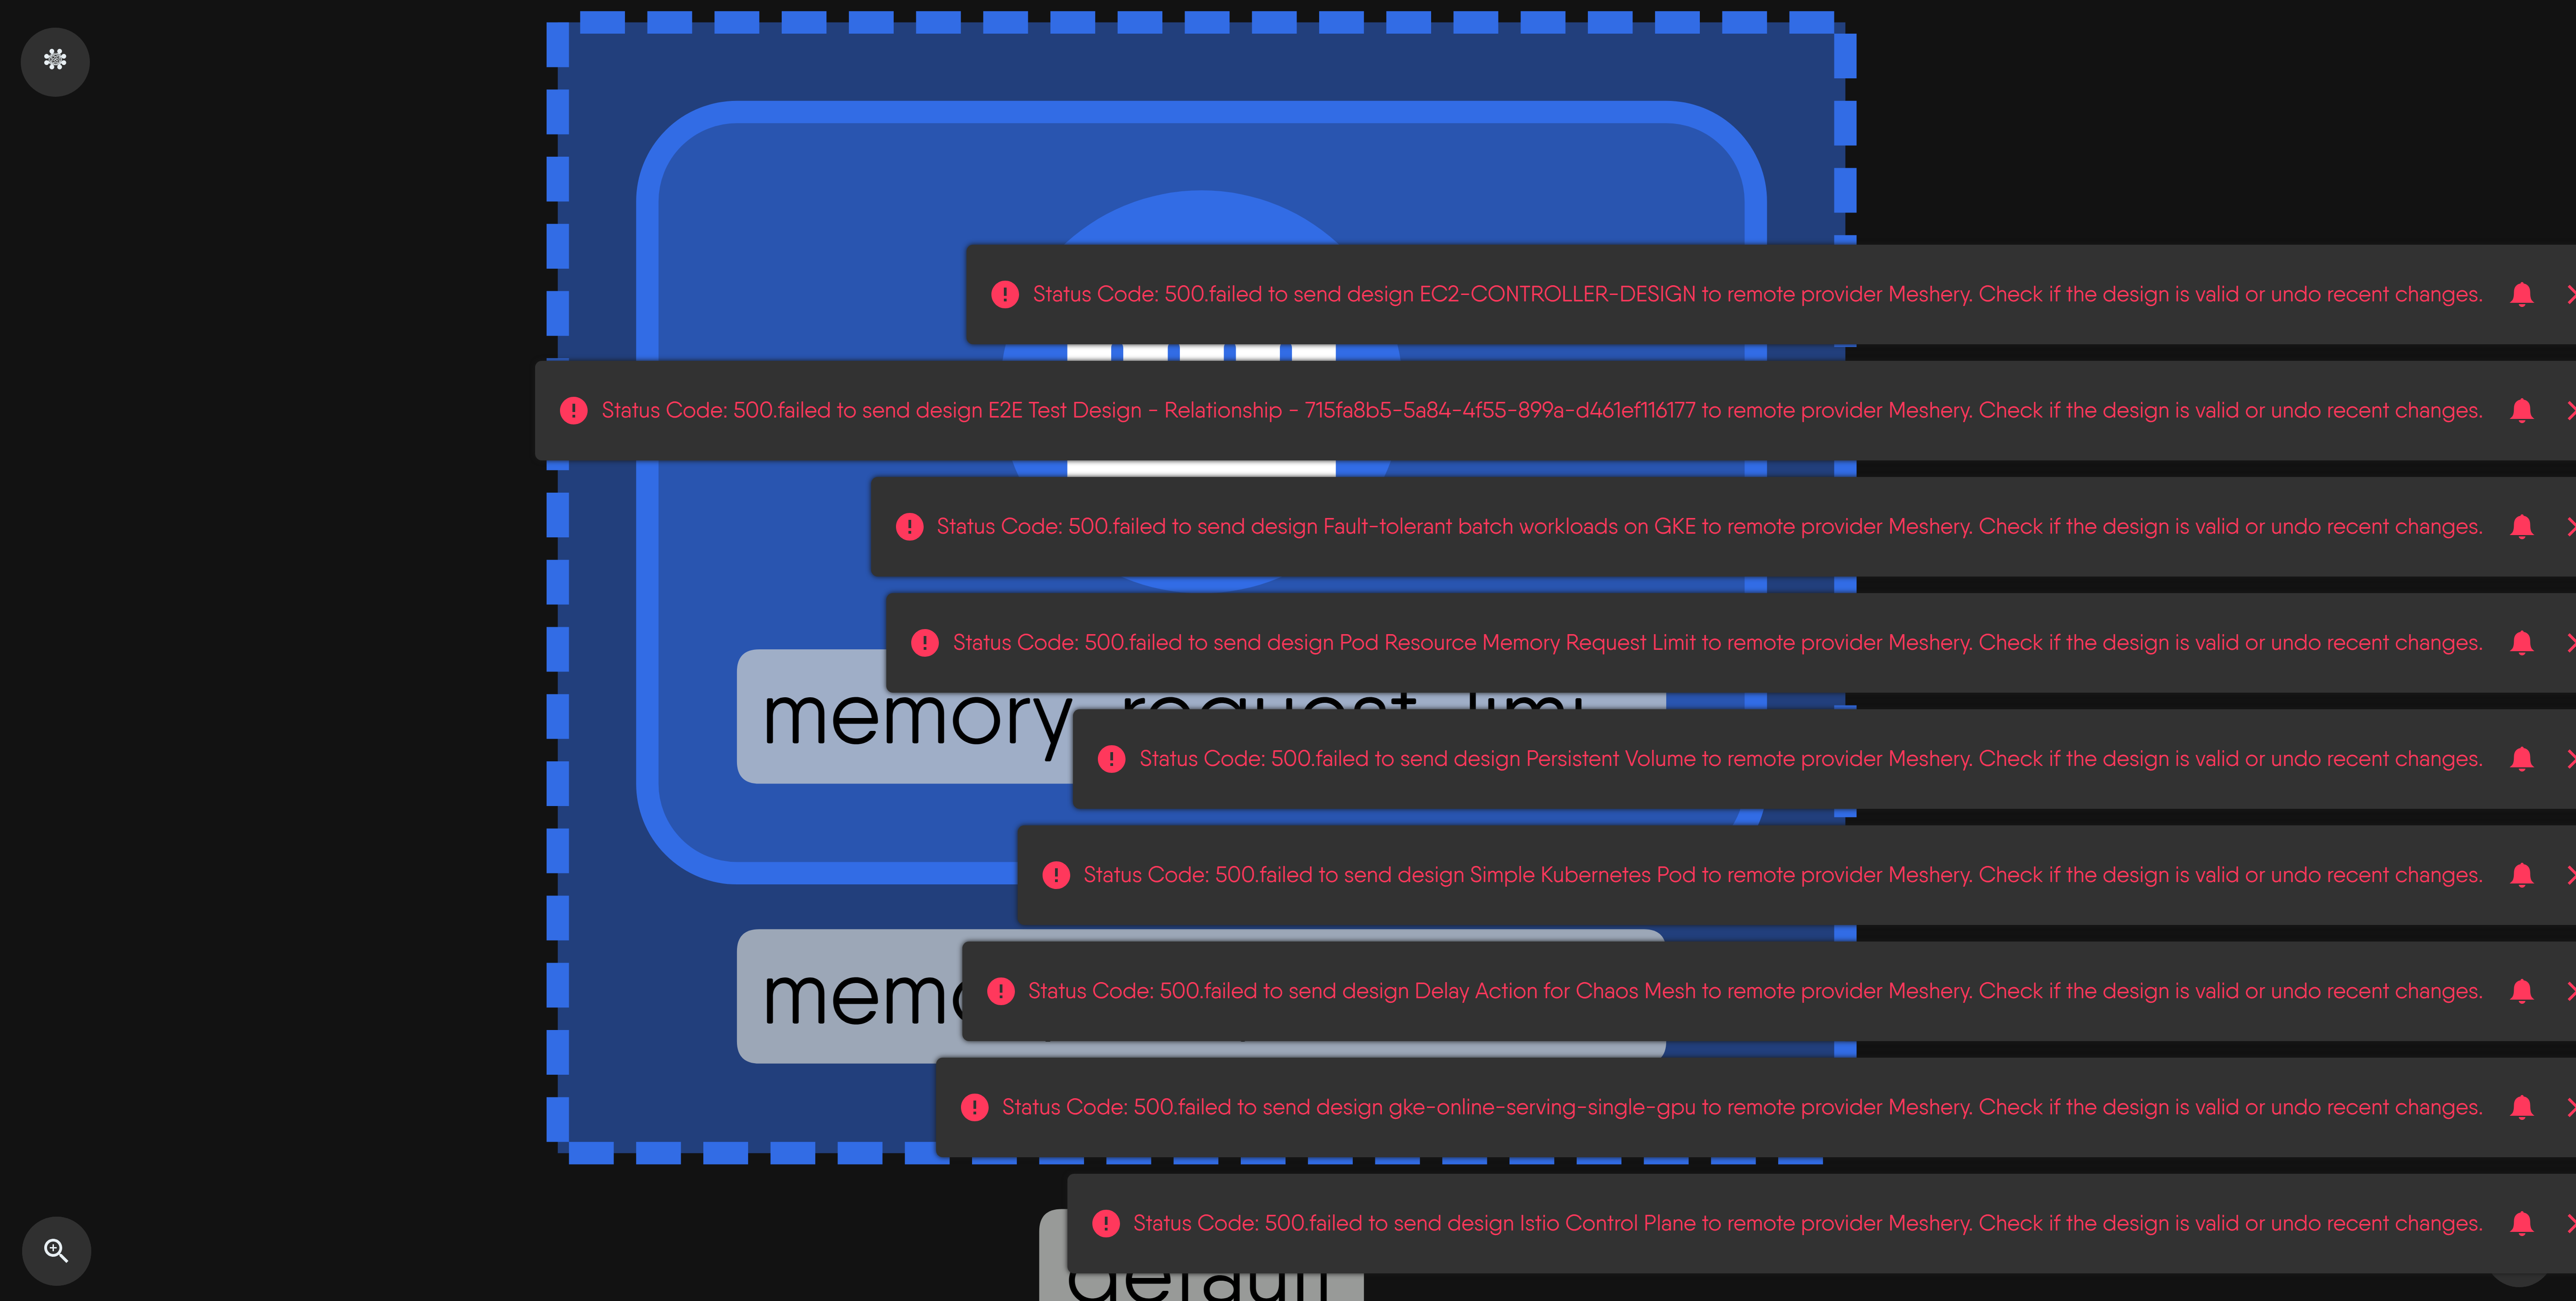 Status Code: 500.failed to send design EC2-CONTROLLER-DESIGN to remote provider Meshery. Check if the design is valid or undo recent changes.
Status Code: 500.failed to send design E2E Test Design - Relationship - 715fa8b5-5a84-4f55-899a-d461ef116177 to remote provider Meshery. Check if the design is valid or undo recent changes.
Status Code: 500.failed to send design Fault-tolerant batch workloads on GKE to remote provider Meshery. Check if the design is valid or undo recent changes.
Status Code: 500.failed to send design Pod Resource Memory Request Limit to remote provider Meshery. Check if the design is valid or undo recent changes.
memory
Status Code: 500.failed to send design Persistent Volume to remote provider Meshery. Check if the design is valid or undo recent changes.
Status Code: 500.failed to send design Simple Kubernetes Pod to remote provider Meshery. Check if the design is valid or undo recent changes.
Status Code: 500.failed to send design Delay Action for Chaos Mesh to remote provider Meshery. Check if the design is valid or undo recent changes.
Status Code: 500.failed to send design gke-online-serving-single-gpu to remote provider Meshery. Check if the design is valid or undo recent changes.
Status Code: 500.failed to send design Istio Control Plane to remote provider Meshery. Check if the design is valid or undo recent changes.
default